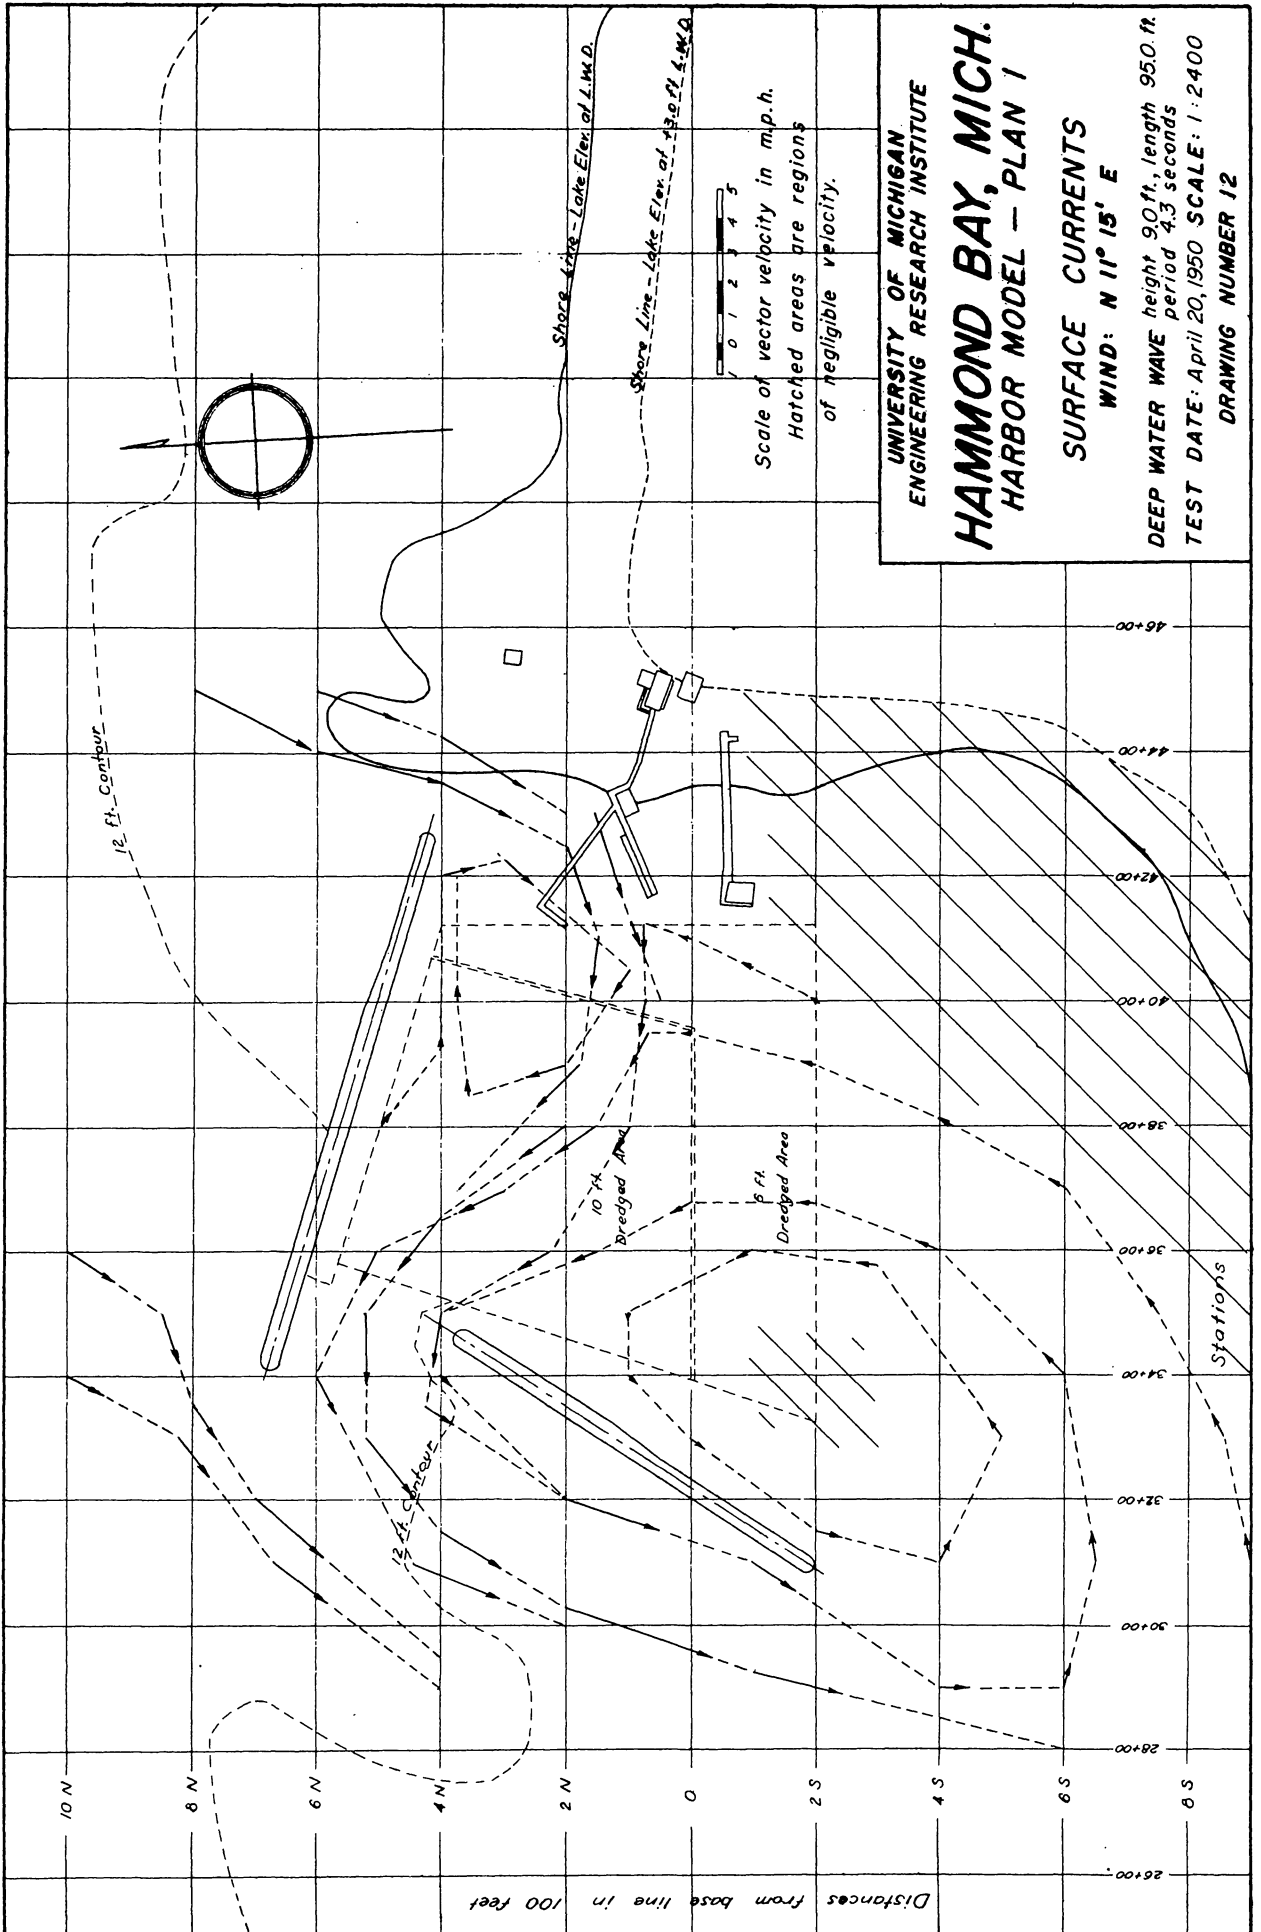 UNIVERSITY OF MICHIGAN
ENGINEERING RESEARCH INSTITUTE
HAMMOND BAY, MICH.
HARBOR MODEL — PLAN 1
SURFACE CURRENTS
WIND: N 11° 15' E
DEEP WATER WAVE height 9.0 ft., length 95.0 ft.
period 4.3 seconds
TEST DATE: April 20, 1950 SCALE: 1:2400
DRAWING NUMBER 12
1 0 1 2 3 4 5
Scale of vector velocity in m.p.h.
Hatched areas are regions
of negligible velocity.
Shore Line - Lake Elev. at L.W.D.
Shore Line - Lake Elev. at +3.0 ft L.W.D.
12 ft. Contour
12 ft. Contour
10 ft.
Dredged Area
6 ft.
Dredged Area
Stations
46+00
44+00
42+00
40+00
38+00
36+00
34+00
32+00
30+00
28+00
26+00
10 N
8 N
6 N
4 N
2 N
0
2 S
4 S
6 S
8 S
Distances from base line in 100 feet